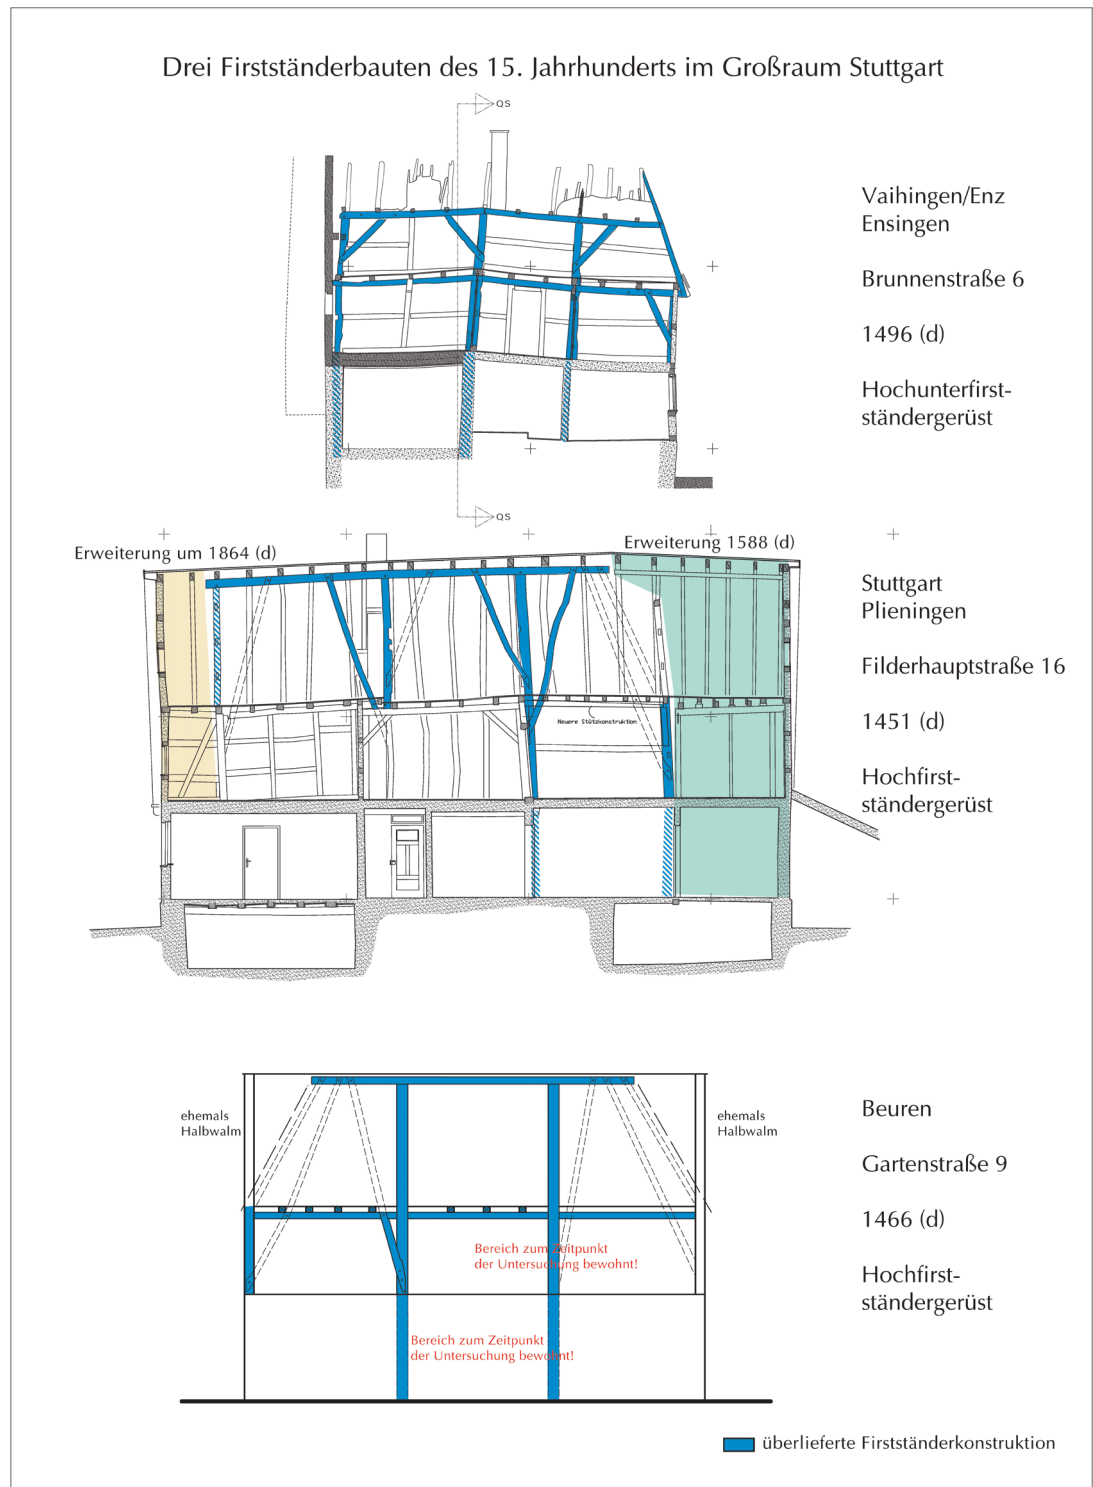 Drei Firstständerbauten des 15. Jahrhunderts im Großraum Stuttgart
QS
Vaihingen/Enz
Ensingen
Brunnenstraße 6
1496 (d)
Hochunterfirst-
ständergerüst
QS
Erweiterung um 1864 (d)
Erweiterung 1588 (d)
Stuttgart
Plieningen
Filderhauptstraße 16
1451 (d)
Hochfirst-
ständergerüst
Neuere Stützkonstruktion
ehemals
Halbwalm
ehemals
Halbwalm
Beuren
Gartenstraße 9
1466 (d)
Hochfirst-
ständergerüst
Bereich zum Zeitpunkt
der Untersuchung bewohnt!
Bereich zum Zeitpunkt
der Untersuchung bewohnt!
überlieferte Firstständerkonstruktion